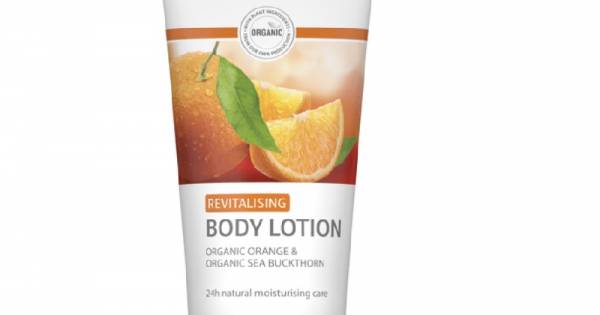 ORGANIC
REVITALISING
BODY LOTION
ORGANIC ORANGE &
ORGANIC SEA BUCKTHORN
24h natural moisturising care